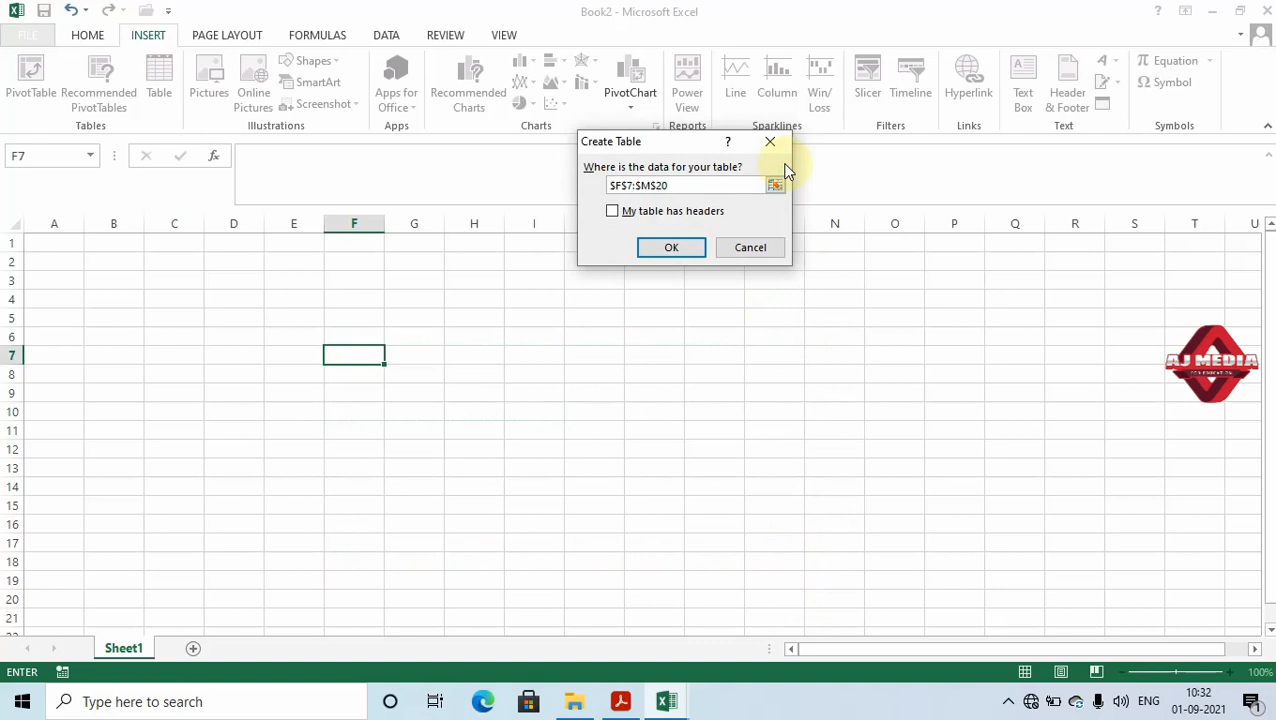 Book2 - Microsoft Excel
FILE HOME INSERT PAGE LAYOUT FORMULAS DATA REVIEW VIEW
PivotTable
Recommended PivotTables
Table
Tables
Pictures
Online Pictures
Shapes
SmartArt
Screenshot
Illustrations
Apps for Office
Apps
Recommended Charts
Charts
PivotChart
Power View
Reports
Line
Column
Win/Loss
Sparklines
Slicer
Timeline
Filters
Hyperlink
Links
Text Box
Header & Footer
Text
Equation
Symbol
Symbols
Create Table
Where is the data for your table?
$F$7:$M$20
My table has headers
OK Cancel
F7
fx
A B C D E F G H I N O P Q R S T U
1
2
3
4
5
6
7
8
9
10
11
12
13
14
15
16
17
18
19
20
21
AJ MEDIA
FOR EDUCATION
Sheet1
ENTER
100%
Type here to search
ENG
10:32
01-09-2021
1